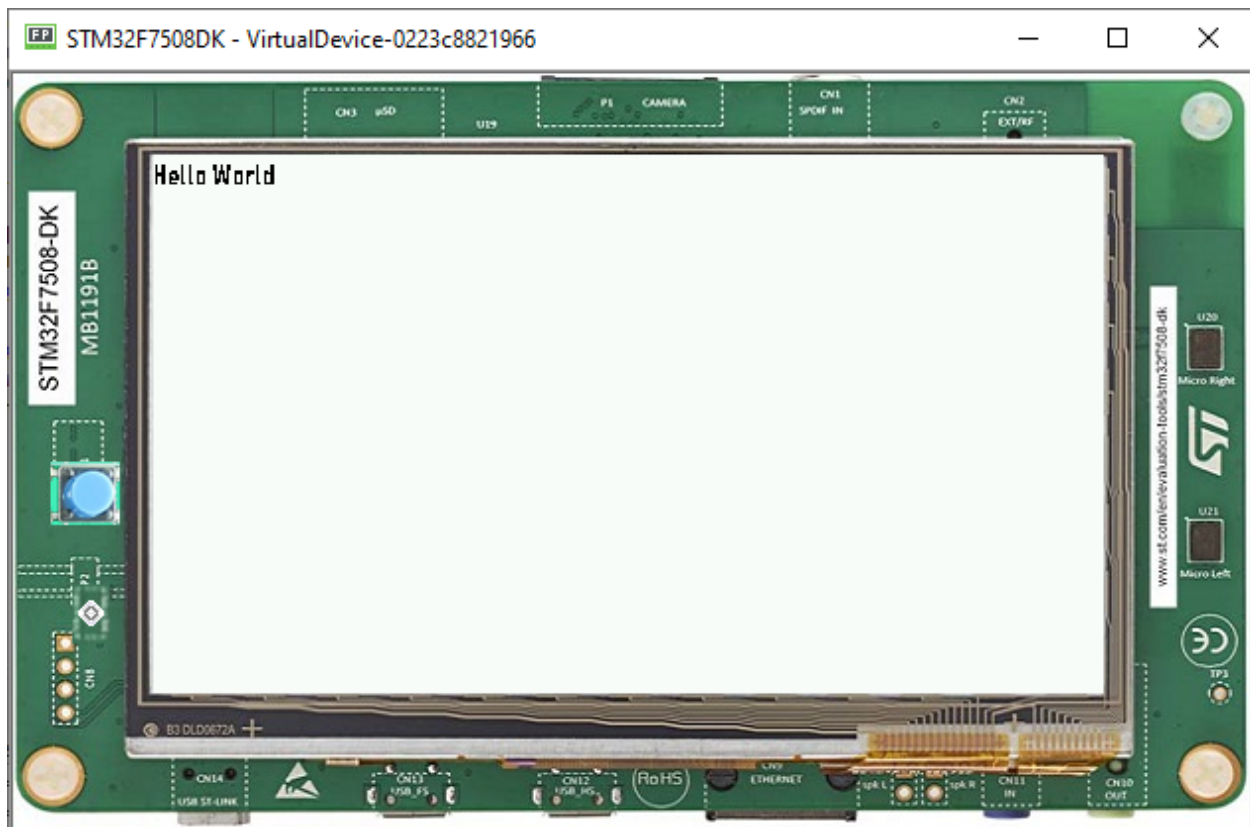 STM32F7508DK - VirtualDevice-0223c8821966
CN3 µSD
U19
P1 CAMERA
CN1
SPDIF IN
CN2
EXT/RF
Hello World
STM32F7508-DK
MB1191B
U20
Micro Right
www.st.com/en/evaluation-tools/stm32f7508-dk
U21
Micro Left
P2
CN8
TP3
B3 DLD0672A
CN14
USB ST-LINK
CN13
USB_FS
CN12
USB_HS
RoHS
CN9
ETHERNET
spk L
spk R
CN11
IN
CN10
OUT